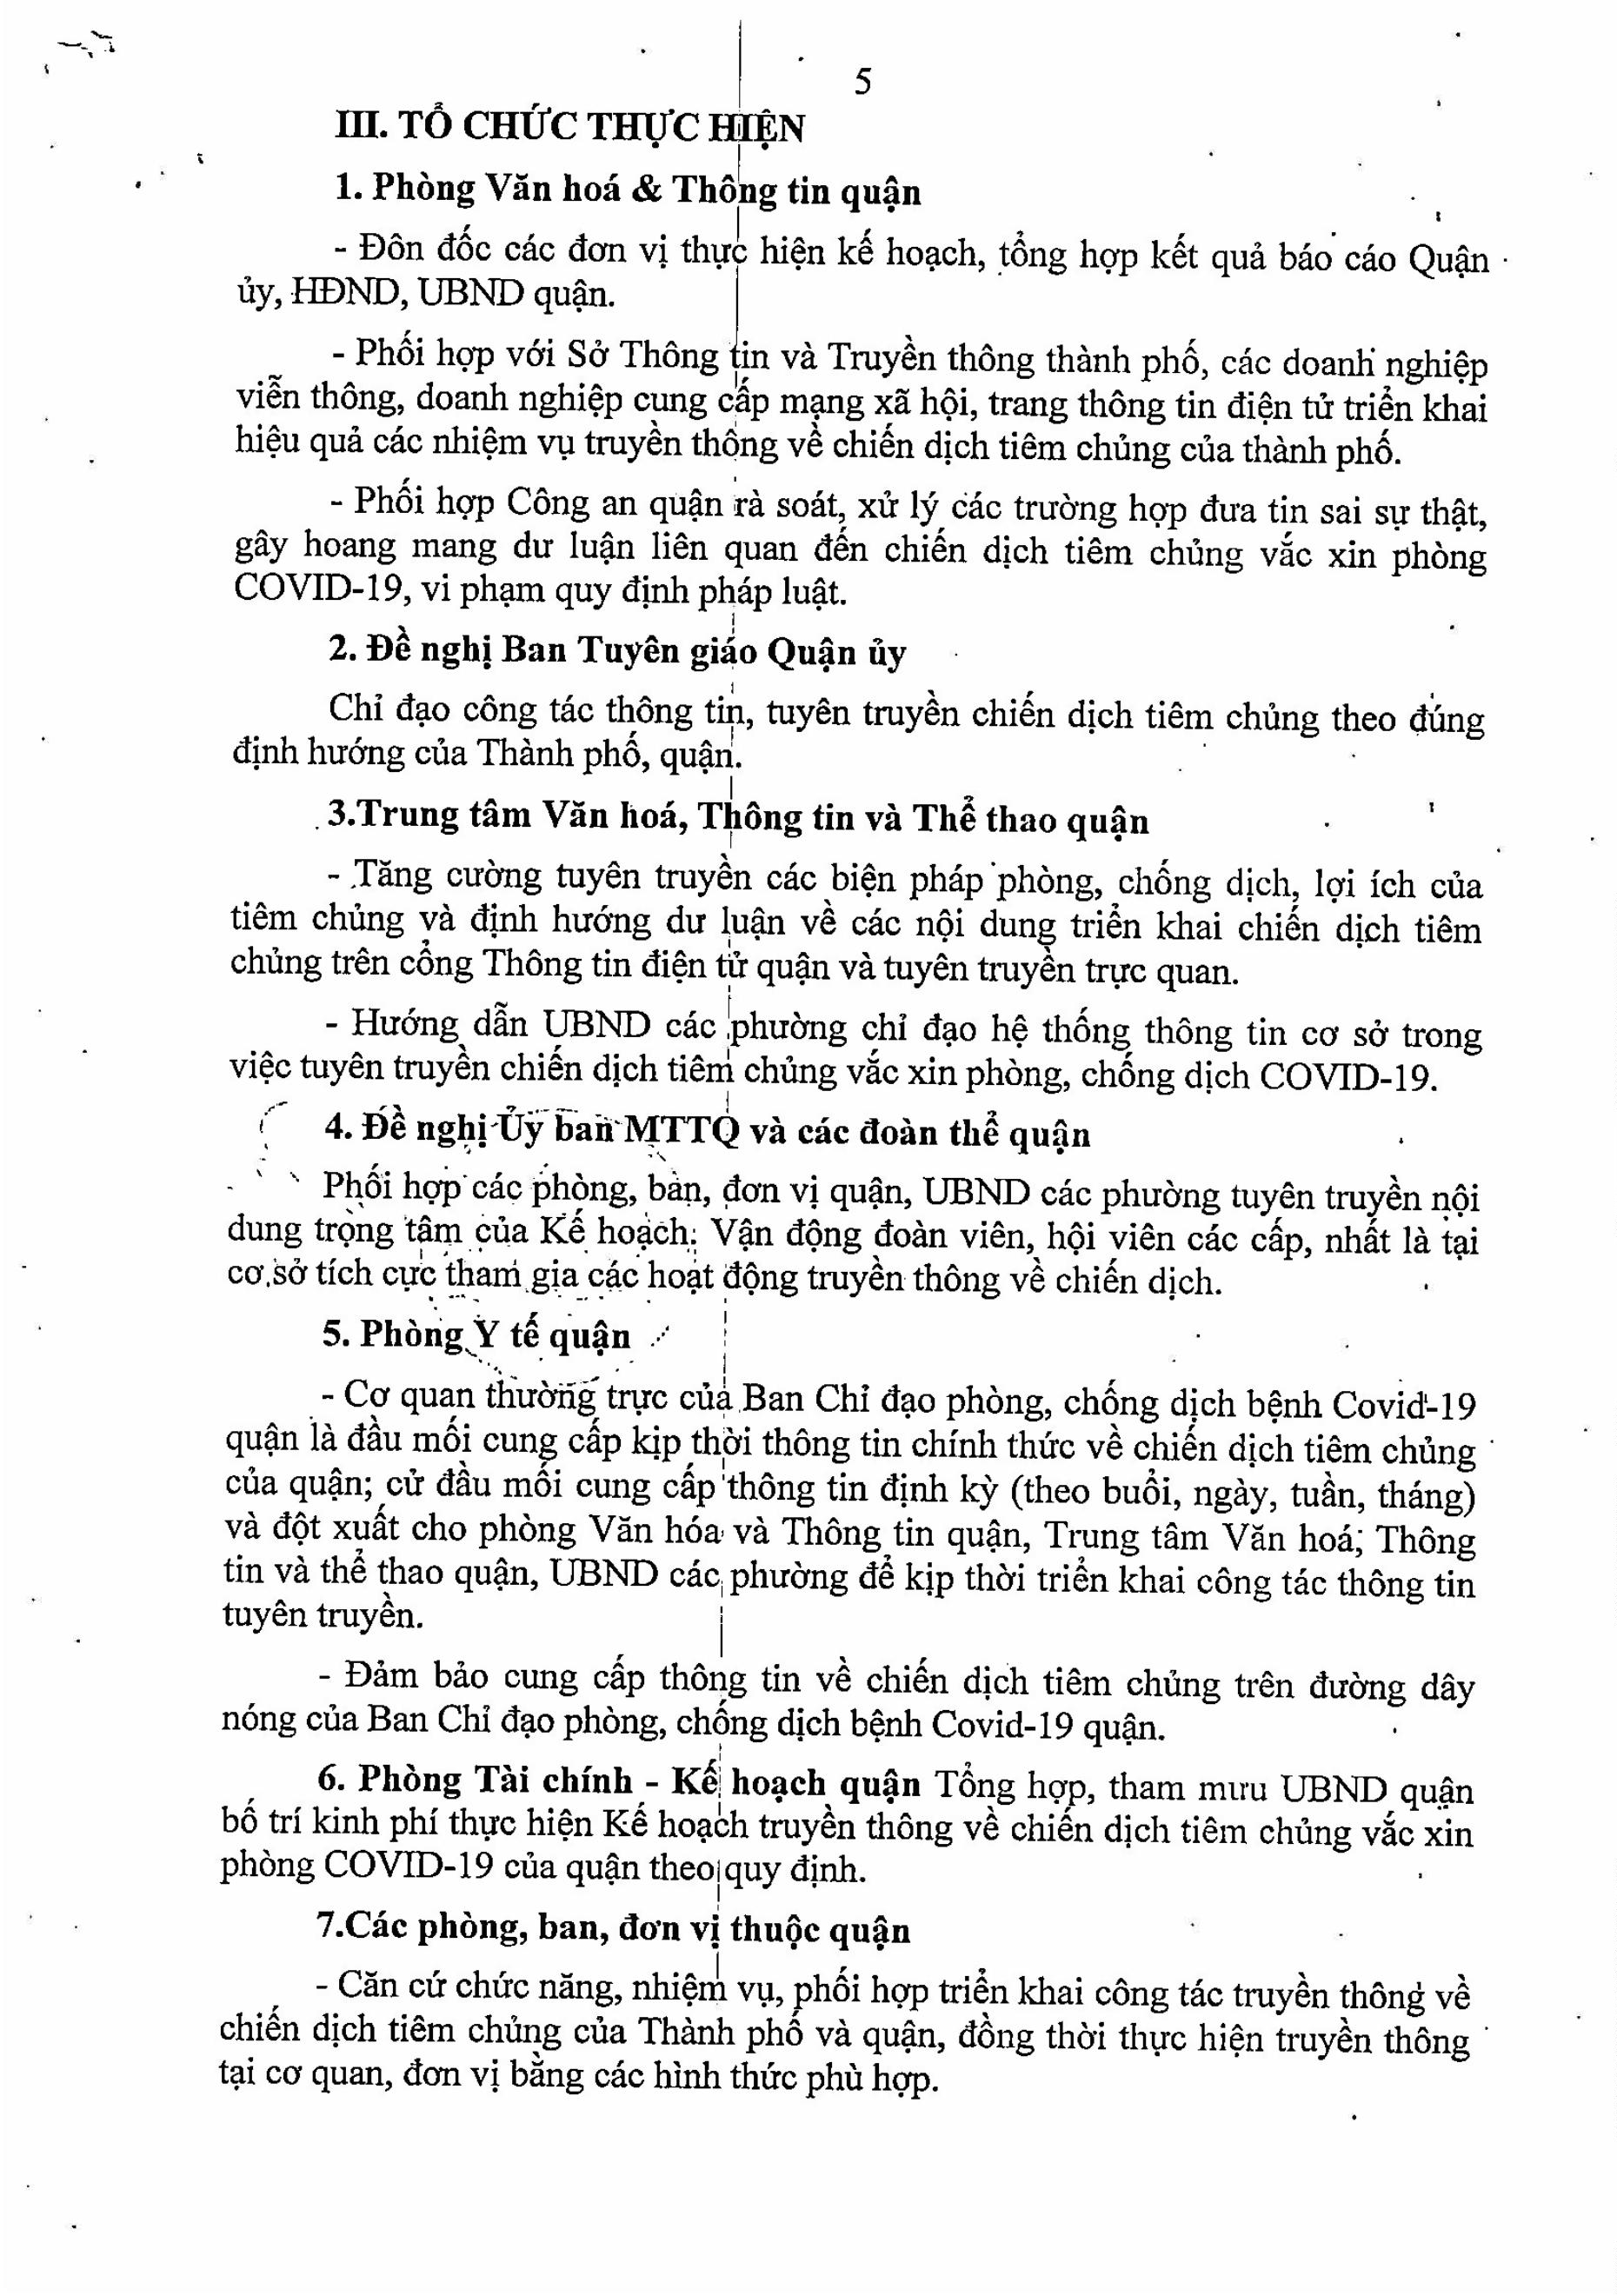 5
III. TỔ CHỨC THỰC HIỆN
1. Phòng Văn hoá & Thông tin quận
- Đôn đốc các đơn vị thực hiện kế hoạch, tổng hợp kết quả báo cáo Quận
ủy, HĐND, UBND quận.
- Phối hợp với Sở Thông tin và Truyền thông thành phố, các doanh nghiệp
viễn thông, doanh nghiệp cung cấp mạng xã hội, trang thông tin điện tử triển khai
hiệu quả các nhiệm vụ truyền thông về chiến dịch tiêm chủng của thành phố.
- Phối hợp Công an quận rà soát, xử lý các trường hợp đưa tin sai sự thật,
gây hoang mang dư luận liên quan đến chiến dịch tiêm chủng vắc xin phòng
COVID-19, vi phạm quy định pháp luật.
2. Đề nghị Ban Tuyên giáo Quận ủy
Chỉ đạo công tác thông tin, tuyên truyền chiến dịch tiêm chủng theo đúng
định hướng của Thành phố, quận.
3.Trung tâm Văn hoá, Thông tin và Thể thao quận
- Tăng cường tuyên truyền các biện pháp phòng, chống dịch, lợi ích của
tiêm chủng và định hướng dư luận về các nội dung triển khai chiến dịch tiêm
chủng trên cổng Thông tin điện tử quận và tuyên truyền trực quan.
- Hướng dẫn UBND các phường chỉ đạo hệ thống thông tin cơ sở trong
việc tuyên truyền chiến dịch tiêm chủng vắc xin phòng, chống dịch COVID-19.
4. Đề nghị Ủy ban MTTQ và các đoàn thể quận
Phối hợp các phòng, ban, đơn vị quận, UBND các phường tuyên truyền nội
dung trọng tâm của Kế hoạch; Vận động đoàn viên, hội viên các cấp, nhất là tại
cơ sở tích cực tham gia các hoạt động truyền thông về chiến dịch.
5. Phòng Y tế quận
- Cơ quan thường trực của Ban Chỉ đạo phòng, chống dịch bệnh Covid-19
quận là đầu mối cung cấp kịp thời thông tin chính thức về chiến dịch tiêm chủng
của quận; cử đầu mối cung cấp thông tin định kỳ (theo buổi, ngày, tuần, tháng)
và đột xuất cho phòng Văn hóa và Thông tin quận, Trung tâm Văn hoá; Thông
tin và thể thao quận, UBND các phường để kịp thời triển khai công tác thông tin
tuyên truyền.
- Đảm bảo cung cấp thông tin về chiến dịch tiêm chủng trên đường dây
nóng của Ban Chỉ đạo phòng, chống dịch bệnh Covid-19 quận.
6. Phòng Tài chính - Kế hoạch quận Tổng hợp, tham mưu UBND quận
bố trí kinh phí thực hiện Kế hoạch truyền thông về chiến dịch tiêm chủng vắc xin
phòng COVID-19 của quận theo quy định.
7.Các phòng, ban, đơn vị thuộc quận
- Căn cứ chức năng, nhiệm vụ, phối hợp triển khai công tác truyền thông về
chiến dịch tiêm chủng của Thành phố và quận, đồng thời thực hiện truyền thông
tại cơ quan, đơn vị bằng các hình thức phù hợp.